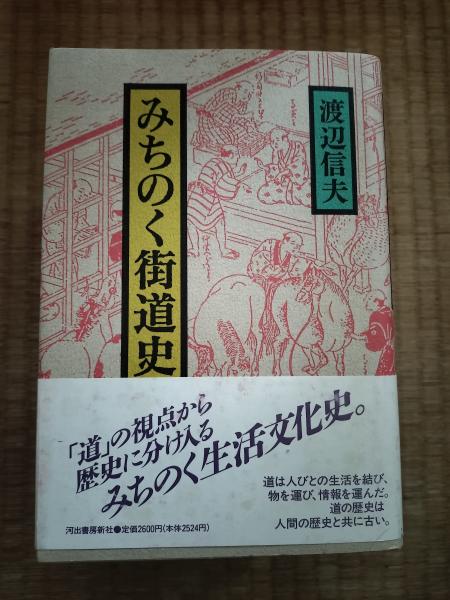 渡辺信夫
みちのく街道史
「道」の視点から
歴史に分け入る
みちのく生活文化史。
道は人びとの生活を結び、
物を運び、情報を運んだ。
道の歴史は
人間の歴史と共に古い。
河出書房新社●定価2600円(本体2524円)